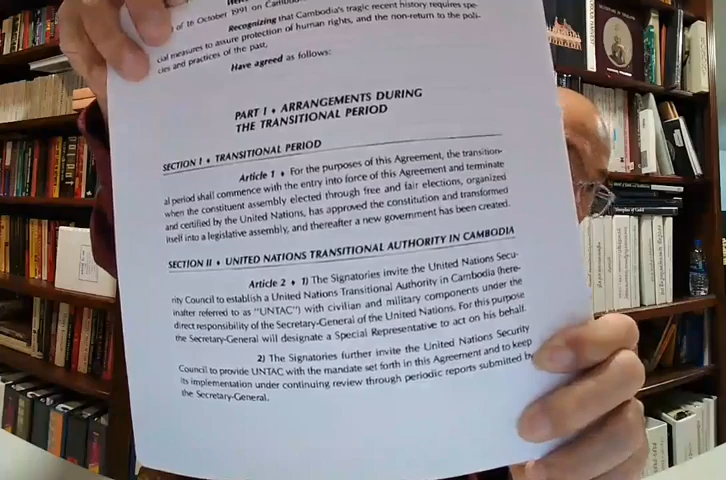 of 16 October 1991 on Cambod
Recognizing that Cambodia's tragic recent history requires spe-
cial measures to assure protection of human rights, and the non-return to the poli-
cies and practices of the past,
Have agreed as follows:
PART I • ARRANGEMENTS DURING
THE TRANSITIONAL PERIOD
SECTION I • TRANSITIONAL PERIOD
Article 1 • For the purposes of this Agreement, the transition-
al period shall commence with the entry into force of this Agreement and terminate
when the constituent assembly elected through free and fair elections, organized
and certified by the United Nations, has approved the constitution and transformed
itself into a legislative assembly, and thereafter a new government has been created.
SECTION II • UNITED NATIONS TRANSITIONAL AUTHORITY IN CAMBODIA
Article 2 • 1) The Signatories invite the United Nations Secu-
rity Council to establish a United Nations Transitional Authority in Cambodia (here-
inafter referred to as "UNTAC") with civilian and military components under the
direct responsibility of the Secretary-General of the United Nations. For this purpose
the Secretary-General will designate a Special Representative to act on his behalf.
2) The Signatories further invite the United Nations Security
Council to provide UNTAC with the mandate set forth in this Agreement and to keep
its implementation under continuing review through periodic reports submitted by
the Secretary-General.